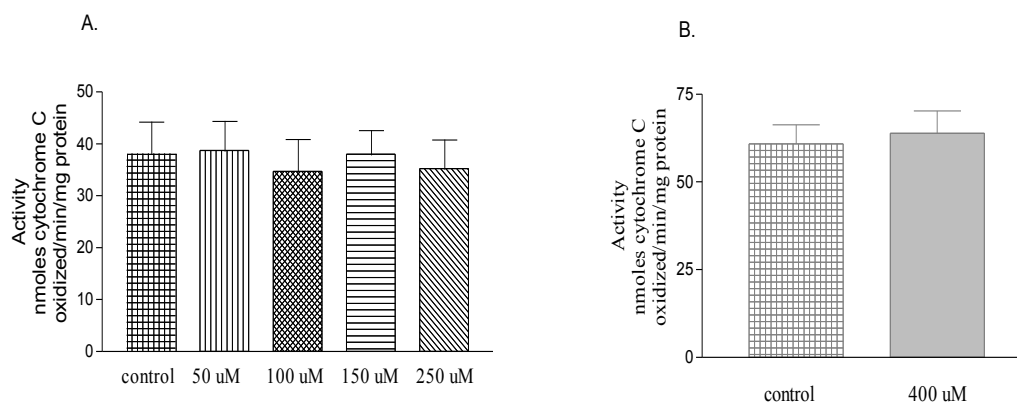 A.
Activity
nmoles cytochrome C
oxidized/min/mg protein
50
40
30
20
10
0
control 50 uM 100 uM 150 uM 250 uM
B.
Activity
nmoles cytochrome C
oxidized/min/mg protein
75
50
25
0
control 400 uM